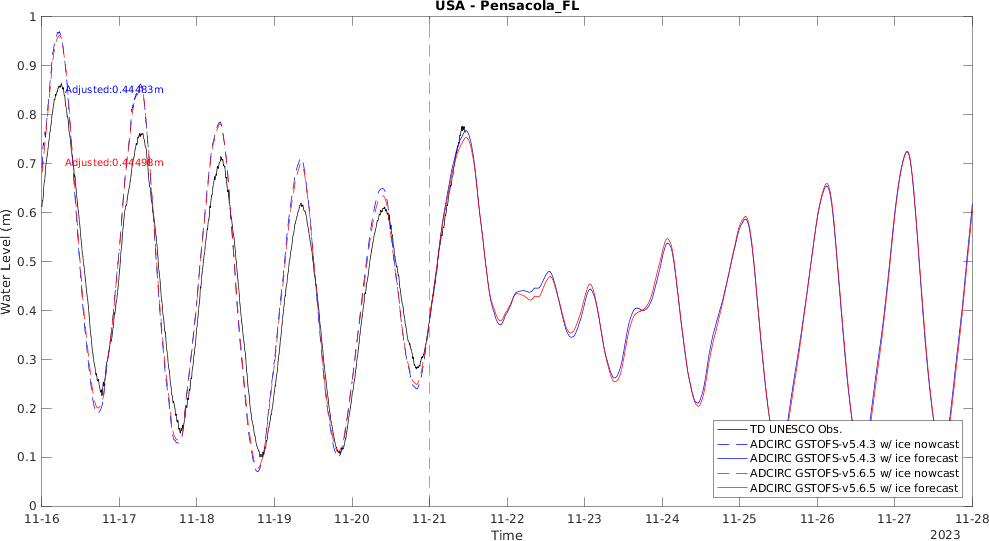 USA - Pensacola_FL
1
0.9
0.8
0.7
0.6
0.5
0.4
0.3
0.2
0.1
0
Water Level (m)
Adjusted:0.44483m
Adjusted:0.44498m
TD UNESCO Obs.
ADCIRC GSTOFS-v5.4.3 w/ ice nowcast
ADCIRC GSTOFS-v5.4.3 w/ ice forecast
ADCIRC GSTOFS-v5.6.5 w/ ice nowcast
ADCIRC GSTOFS-v5.6.5 w/ ice forecast
11-16 11-17 11-18 11-19 11-20 11-21 11-22 11-23 11-24 11-25 11-26 11-27 11-28
Time
2023